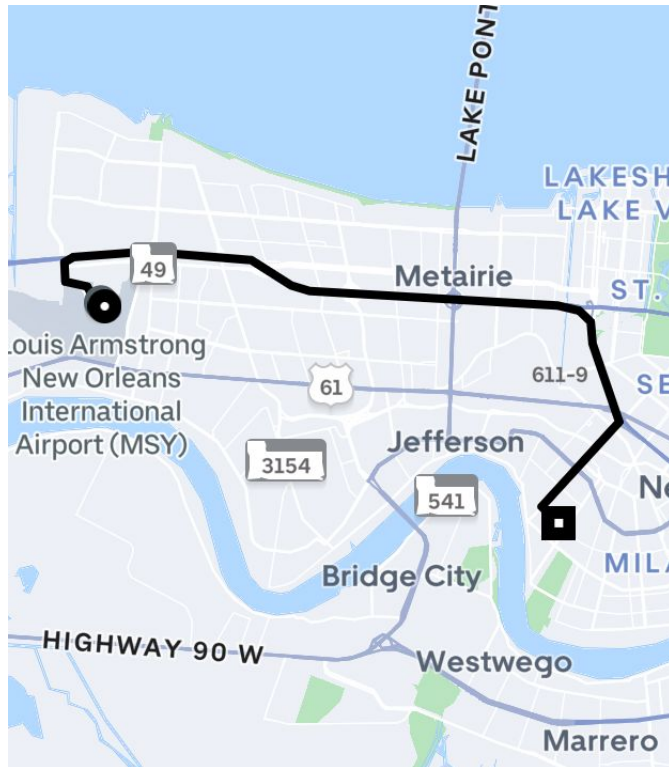 LAKE PONT
LAKESH
LAKE V
49
Metairie
ST.
Louis Armstrong
New Orleans
International
Airport (MSY)
61
611-9
SE
Jefferson
3154
541
Ne
Bridge City
MILA
HIGHWAY 90 W
Westwego
Marrero